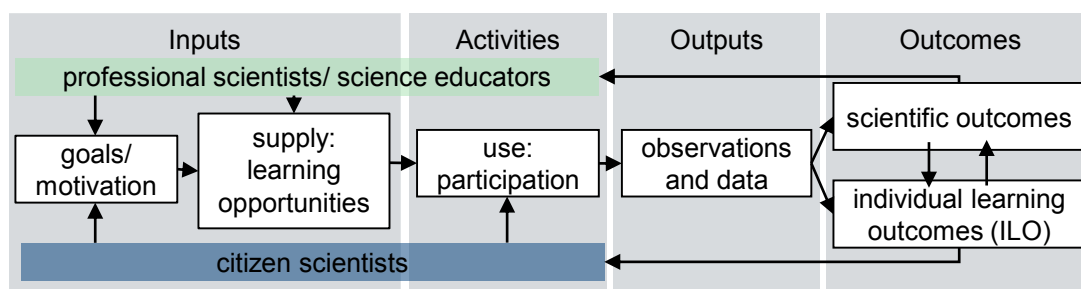 Inputs
Activities
Outputs
Outcomes
professional scientists/ science educators
goals/
motivation
supply:
learning
opportunities
use:
participation
observations
and data
scientific outcomes
individual learning
outcomes (ILO)
citizen scientists